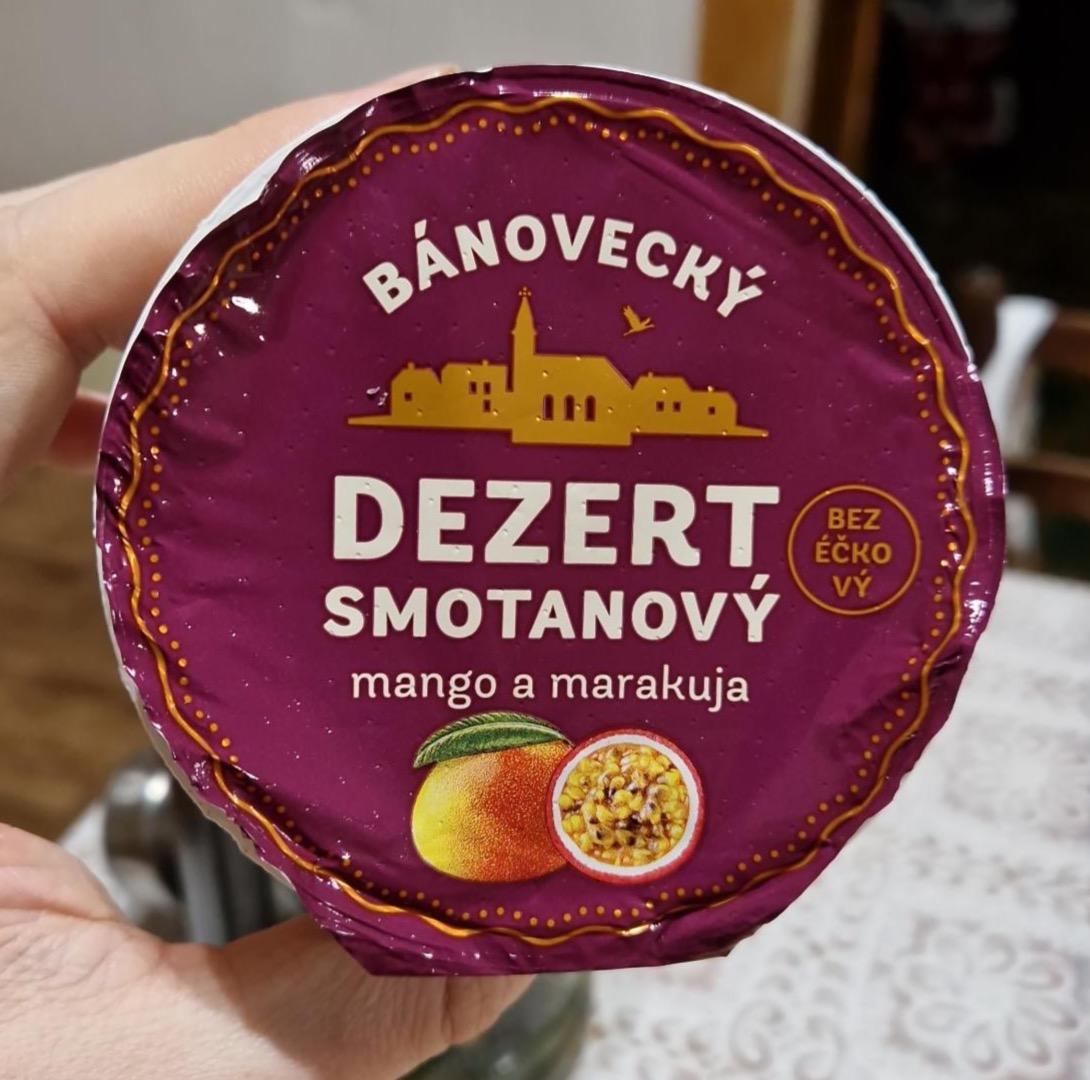 BÁNOVECKÝ
DEZERT
SMOTANOVÝ
mango a marakuja
BEZ
ÉČKO
VÝ